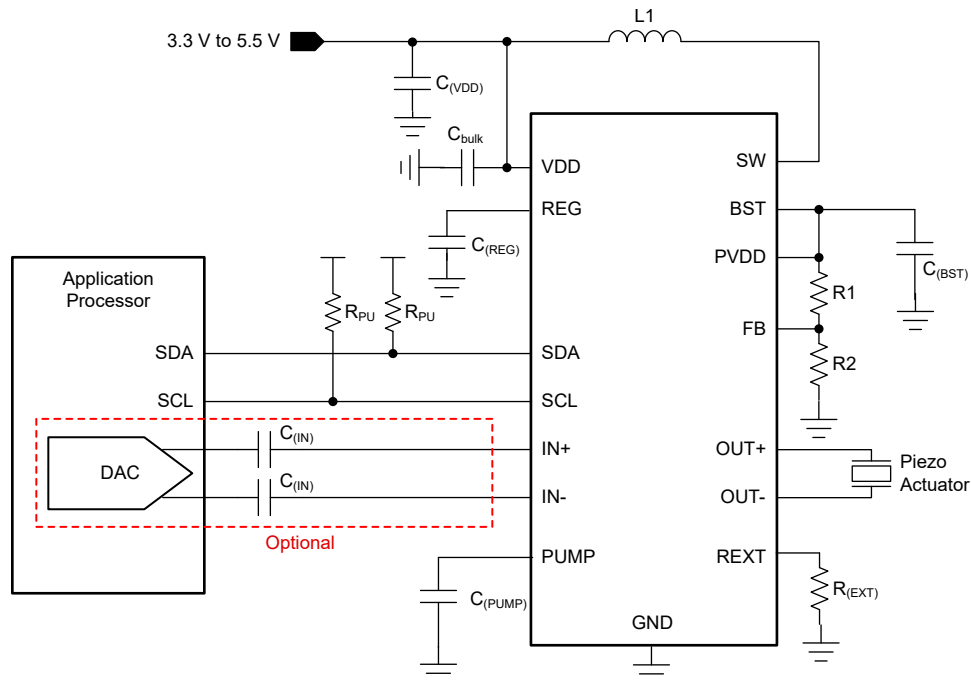 L1
3.3 V to 5.5 V
C(VDD)
Cbulk
VDD
SW
REG
BST
C(REG)
PVDD
C(BST)
Application
Processor
RPU
RPU
R1
FB
SDA
SDA
R2
SCL
SCL
C(IN)
IN+
OUT+
DAC
Piezo
Actuator
C(IN)
IN-
OUT-
Optional
PUMP
REXT
C(PUMP)
R(EXT)
GND